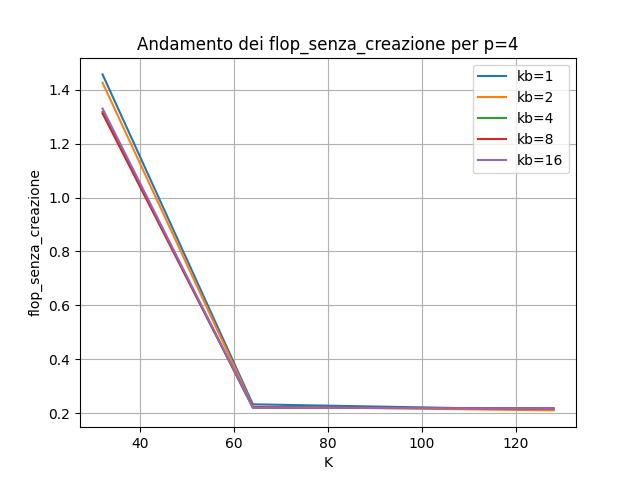 Andamento dei flop_senza_creazione per p=4
flop_senza_creazione
1.4
1.2
1.0
0.8
0.6
0.4
0.2
kb=1
kb=2
kb=4
kb=8
kb=16
40
60
80
100
120
K